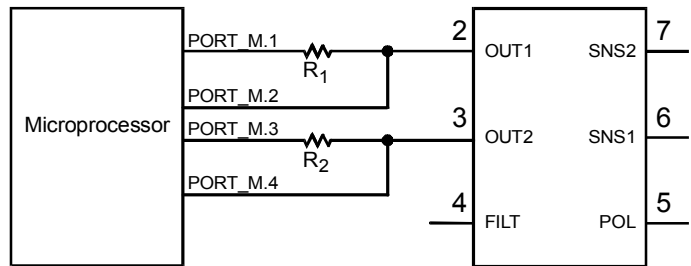 Microprocessor
PORT_M.1
R1
PORT_M.2
PORT_M.3
R2
PORT_M.4
2 OUT1 SNS2 7
3 OUT2 SNS1 6
4 FILT POL 5